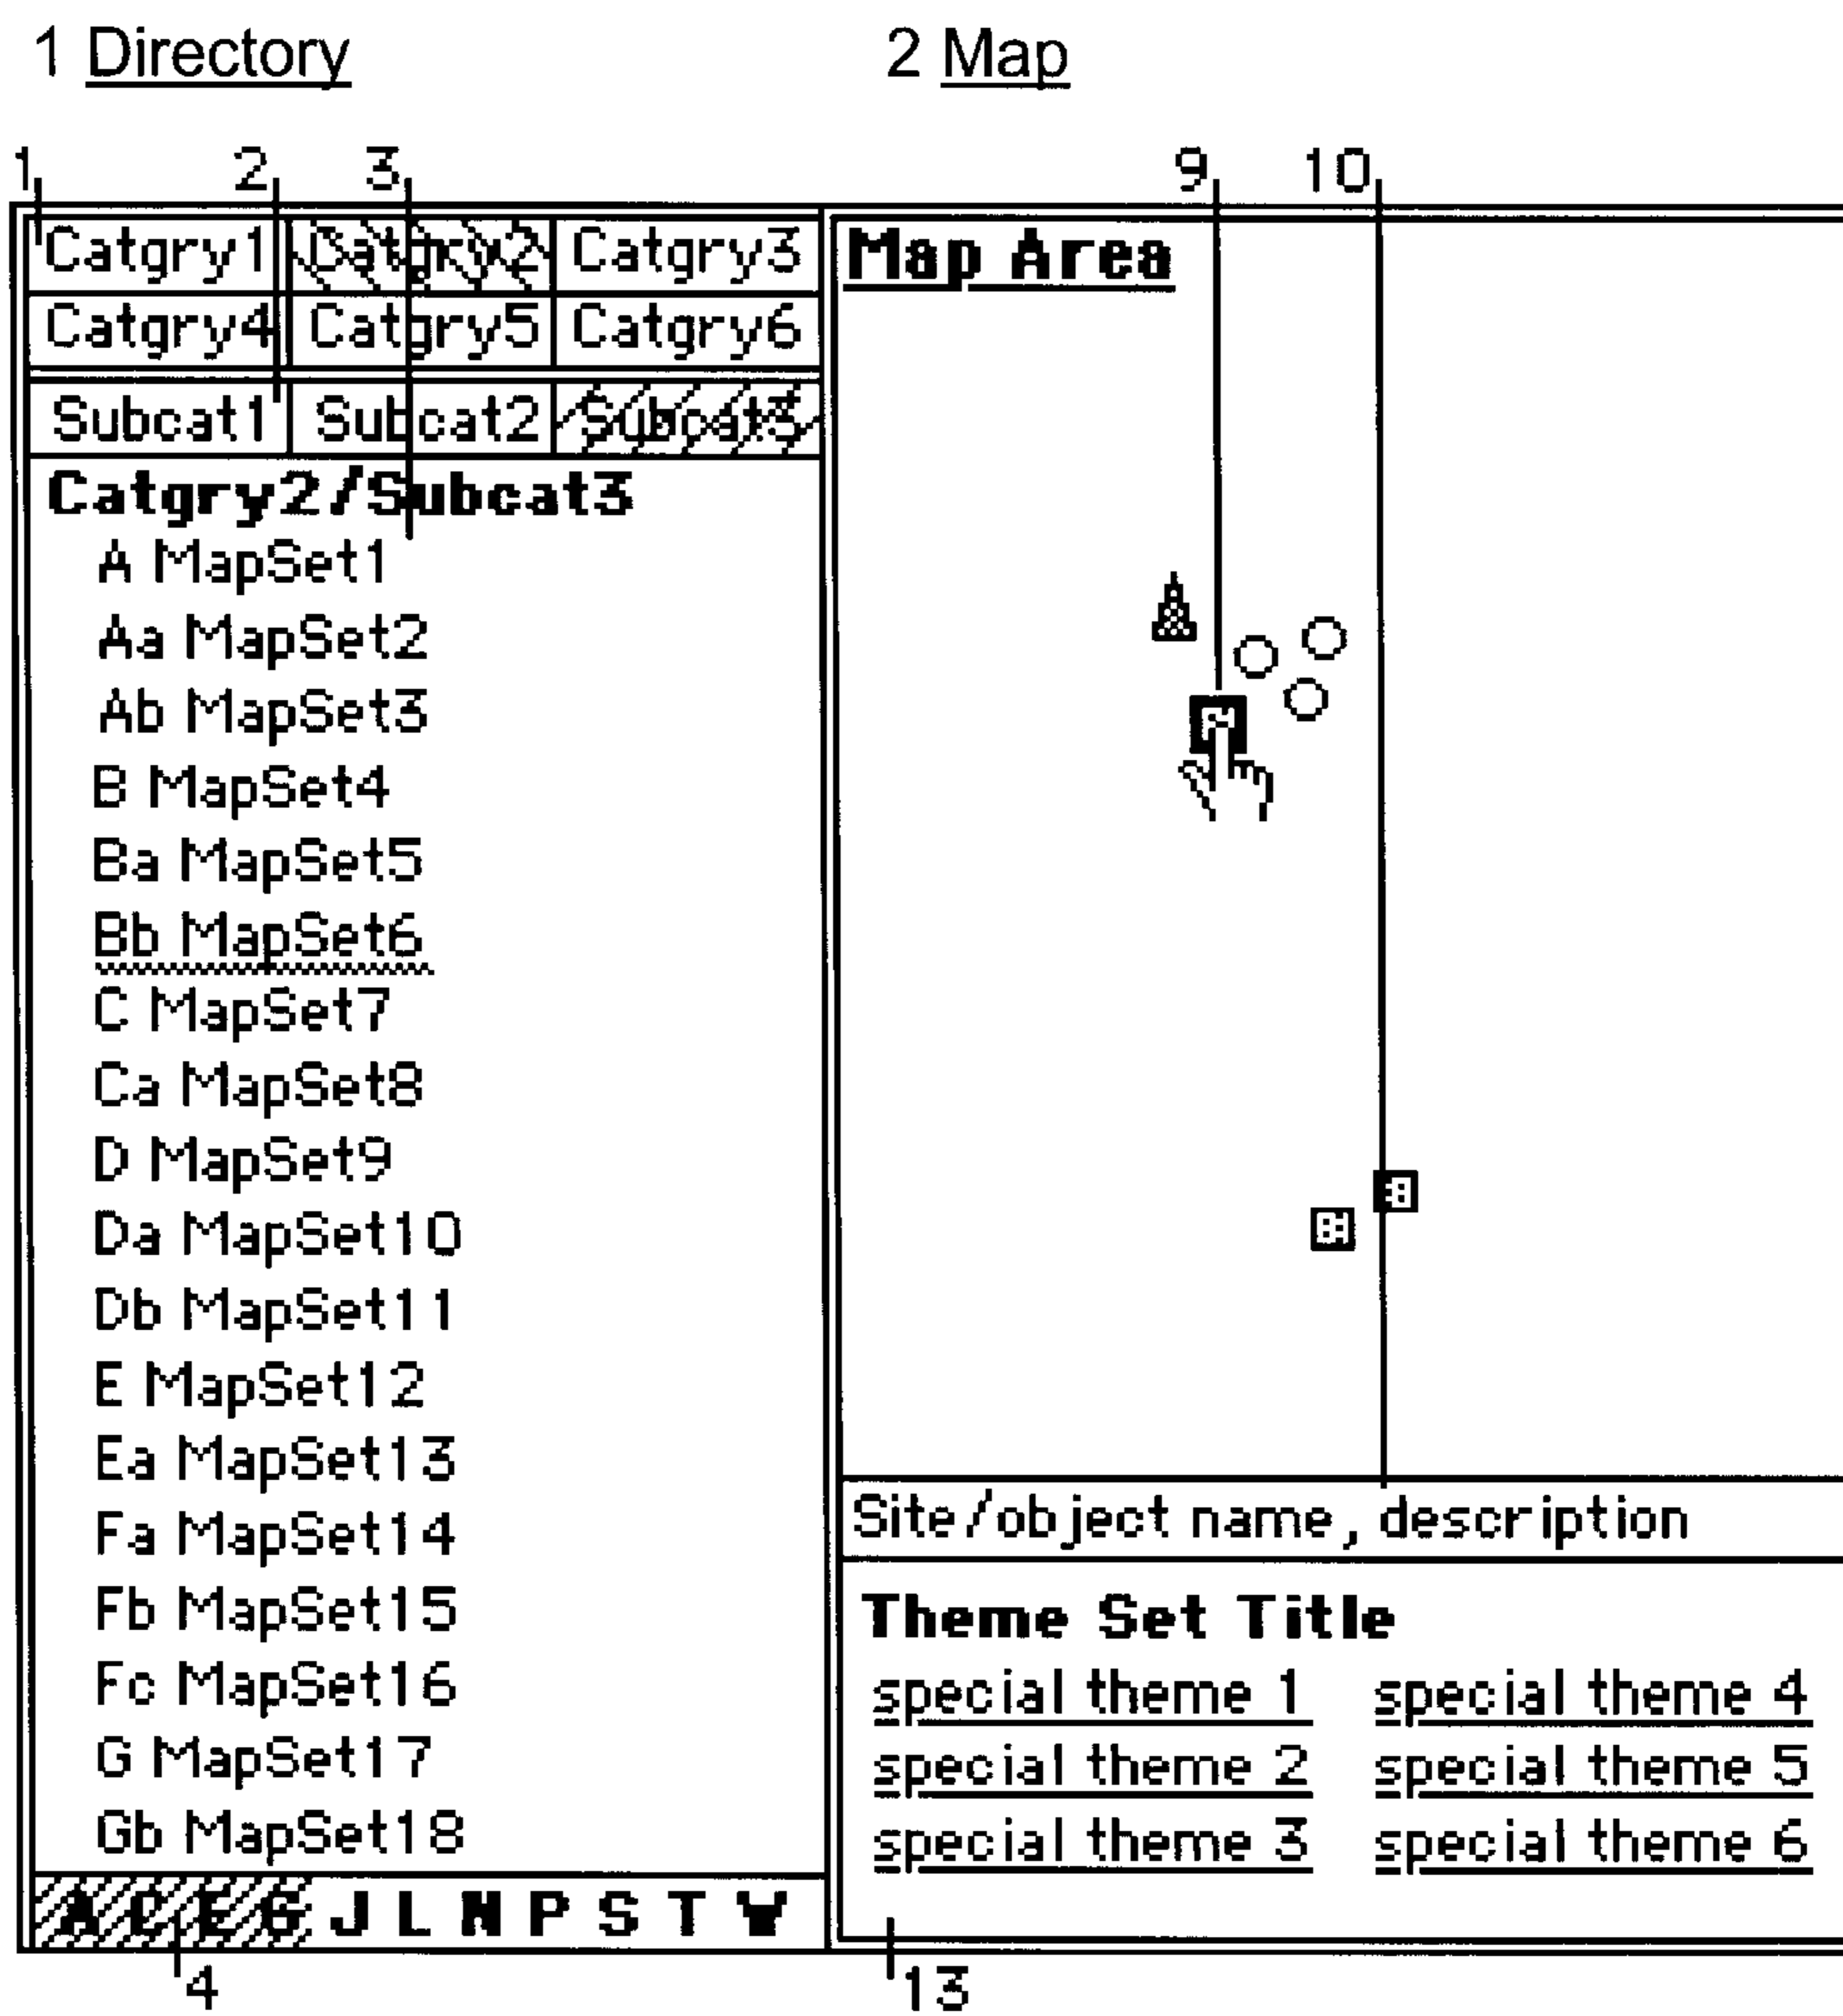 1 Directory
2 Map
1 2 3 9 10
Catgry1 Catgry2 Catgry3
Catgry4 Catgry5 Catgry6
Subcat1 Subcat2 Subcat3
Catgry2/Subcat3
A MapSet1
Aa MapSet2
Ab MapSet3
B MapSet4
Ba MapSet5
Bb MapSet6
C MapSet7
Ca MapSet8
D MapSet9
Da MapSet10
Db MapSet11
E MapSet12
Ea MapSet13
Fa MapSet14
Fb MapSet15
Fc MapSet16
G MapSet17
Gb MapSet18
A C E G J L N P S T W
4
Map Area
Site/object name, description
Theme Set Title
special theme 1 special theme 4
special theme 2 special theme 5
special theme 3 special theme 6
13